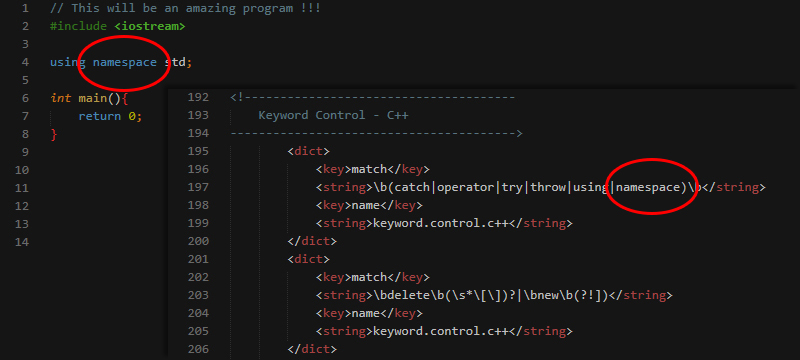 1 // This will be an amazing program !!!
2 #include <iostream>
3
4 using namespace std;
5
6 int main(){
7     return 0;
8 }
9
10
11
12
13
14
192 <!--------------------------------------
193     Keyword Control - C++
194 ---------------------------------------->
195         <dict>
196             <key>match</key>
197             <string>\b(catch|operator|try|throw|using|namespace)\b</string>
198             <key>name</key>
199             <string>keyword.control.c++</string>
200         </dict>
201         <dict>
202             <key>match</key>
203             <string>\bdelete\b(\s*\[\])?|\bnew\b(?!])</string>
204             <key>name</key>
205             <string>keyword.control.c++</string>
206         </dict>